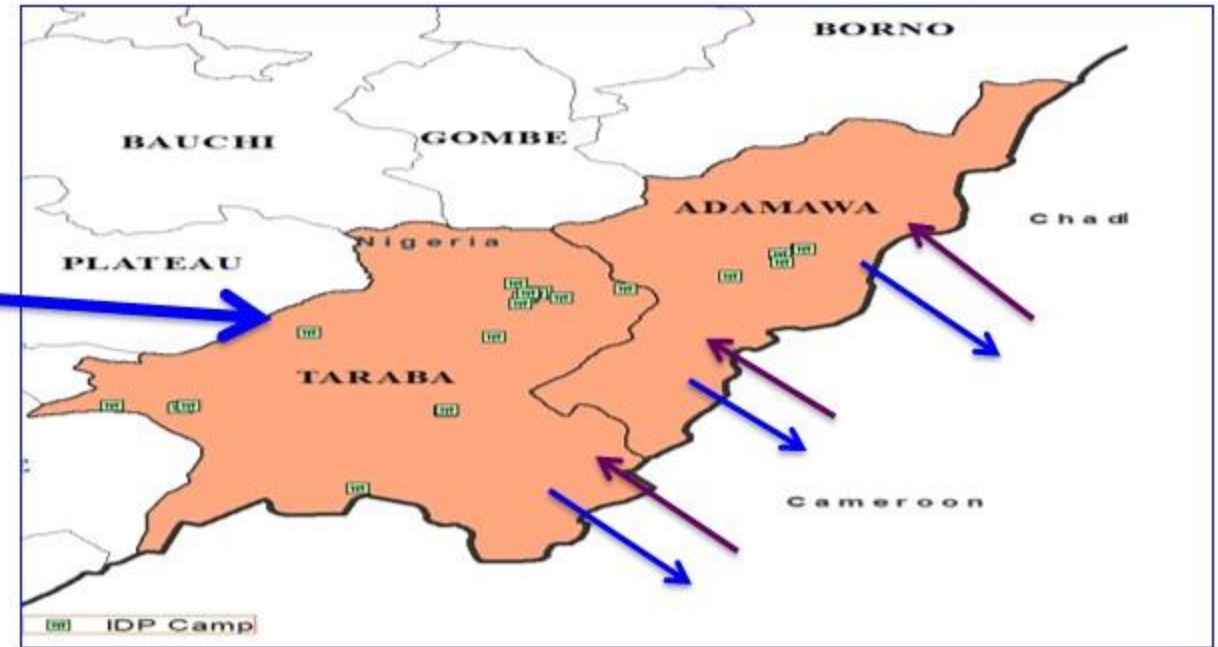 BORNO
BAUCHI
GOMBE
ADAMAWA
Chad
Nigeria
PLATEAU
TARABA
Cameroon
IDP Camp